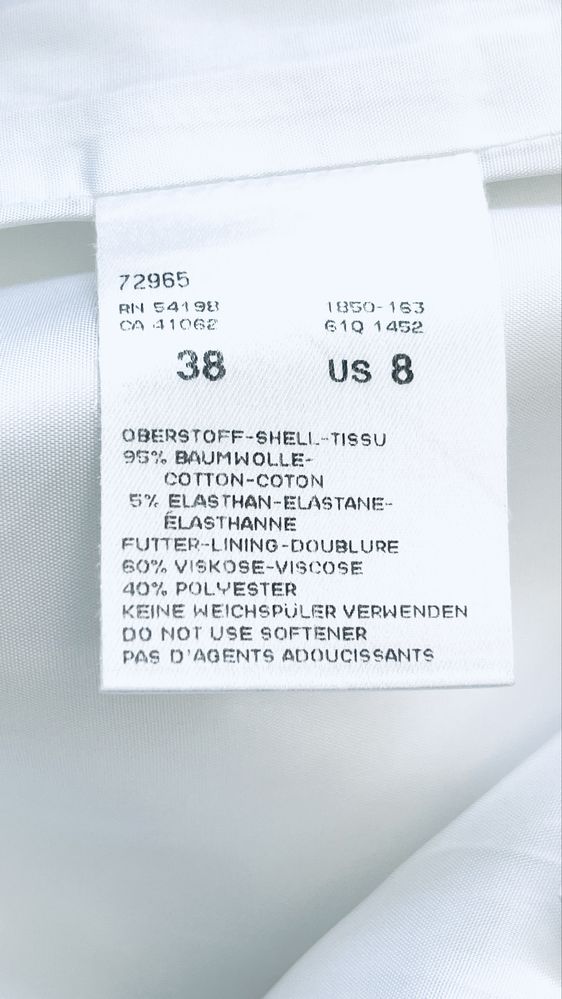 72965
RN 54198 1850-163
CA 41062 61Q 1452
38 US 8
OBERSTOFF-SHELL-TISSU
95% BAUMWOLLE-
COTTON-COTON
5% ELASTHAN-ELASTANE-
ÉLASTHANNE
FUTTER-LINING-DOUBLURE
60% VISKOSE-VISCOSE
40% POLYESTER
KEINE WEICHSPÜLER VERWENDEN
DO NOT USE SOFTENER
PAS D'AGENTS ADOUCISSANTS